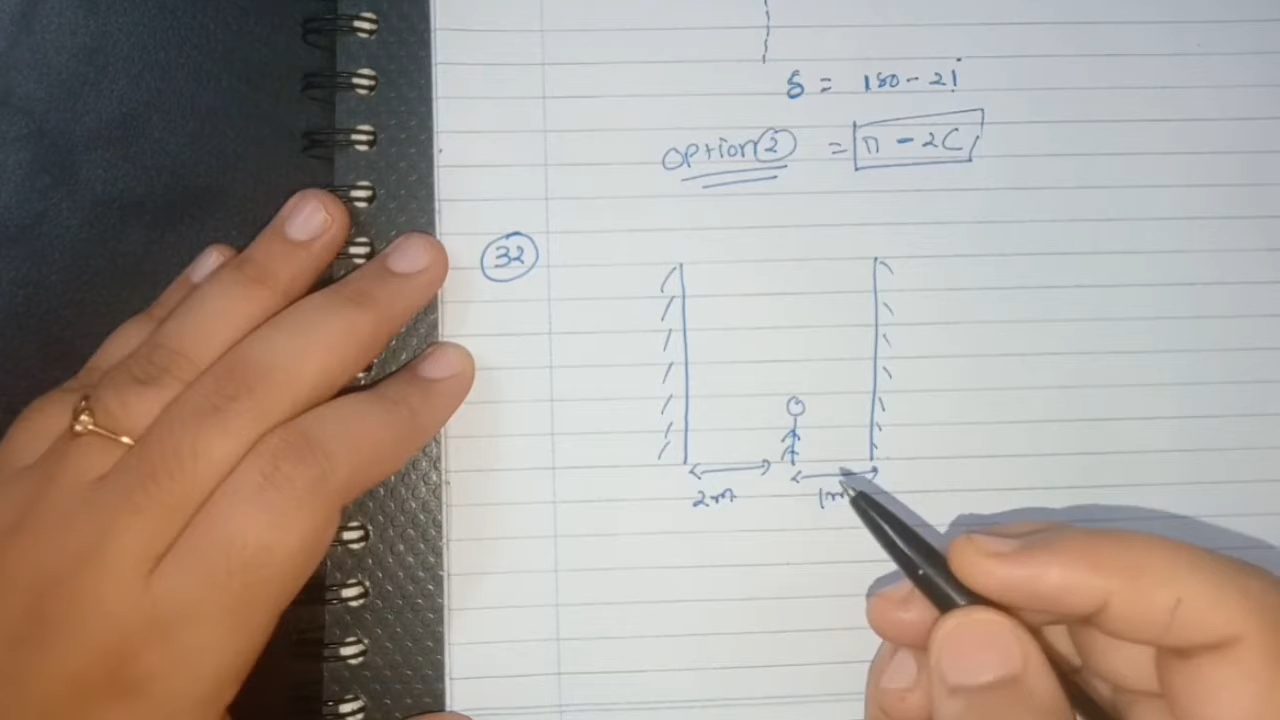 δ = 180 - 2i
Option 2 = π - 2C
32
2m 1m